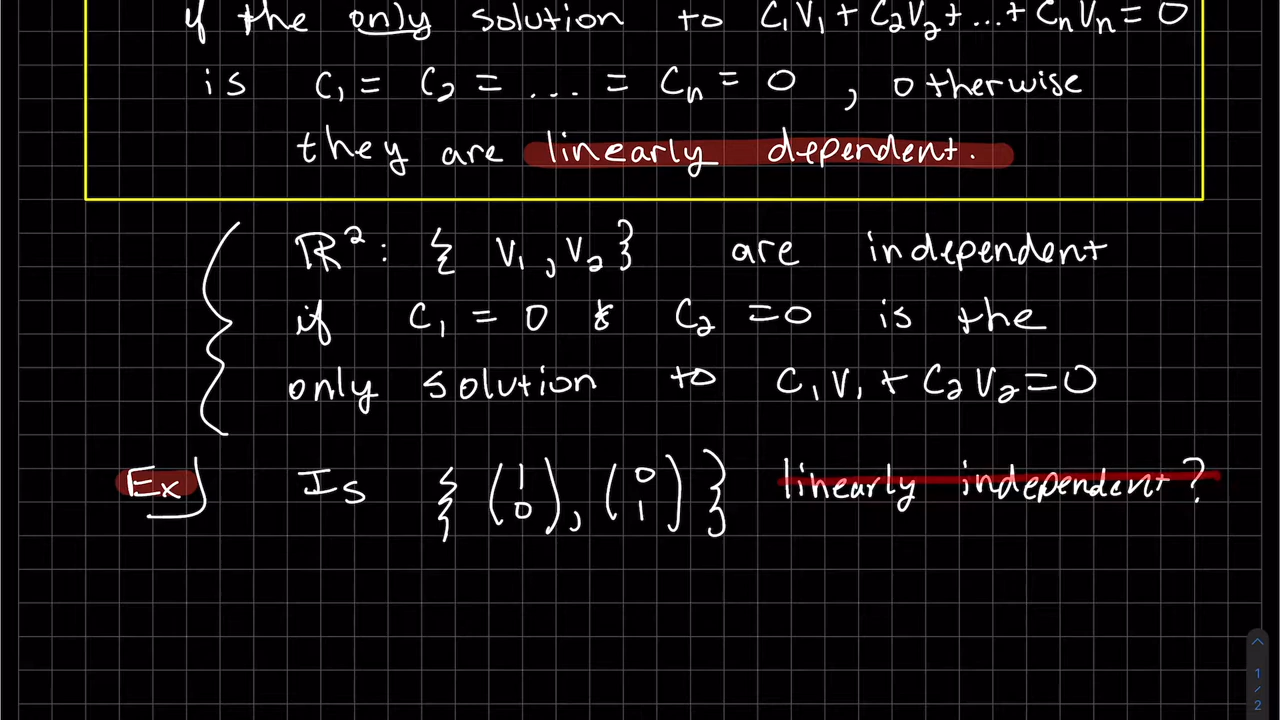 if the only solution to C₁V₁ + C₂V₂ + ... + CₙVₙ = 0
is C₁ = C₂ = ... = Cₙ = 0 , otherwise
they are linearly dependent.
ℝ² : { V₁ , V₂ } are independent
if C₁ = 0 & C₂ = 0 is the
only solution to C₁V₁ + C₂V₂ = 0
Ex) Is { (1 0), (0 1) } linearly independent?
1 / 2